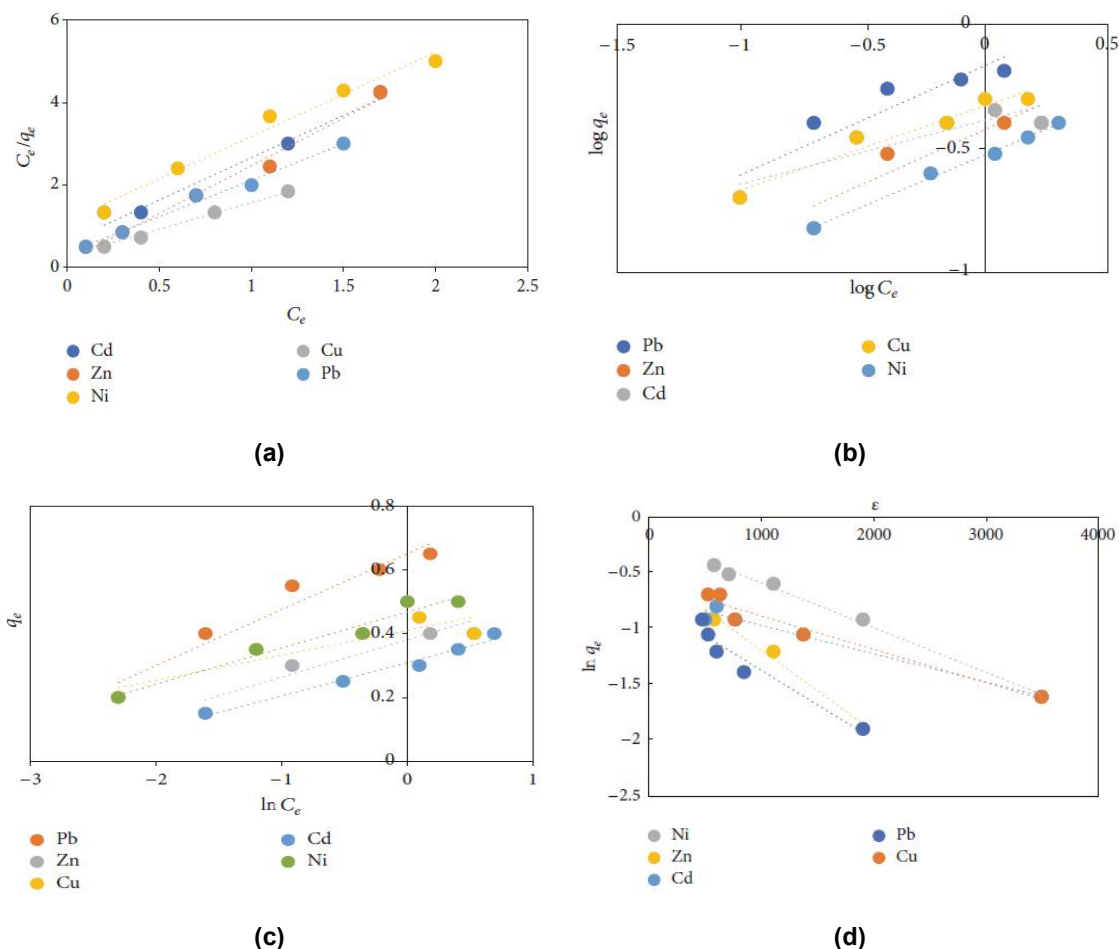 6
4
2
0
C_e/q_e
0
0.5
1
1.5
2
2.5
C_e
Cd
Zn
Ni
Cu
Pb
(a)
0
−1.5
−1
−0.5
0
0.5
−0.5
−1
log q_e
log C_e
Pb
Zn
Cd
Cu
Ni
(b)
0.8
0.6
0.4
0.2
0
q_e
−3
−2
−1
0
1
ln C_e
Pb
Zn
Cu
Cd
Ni
(c)
ε
0
0
1000
2000
3000
4000
−0.5
−1
−1.5
−2
−2.5
ln q_e
Ni
Zn
Cd
Pb
Cu
(d)